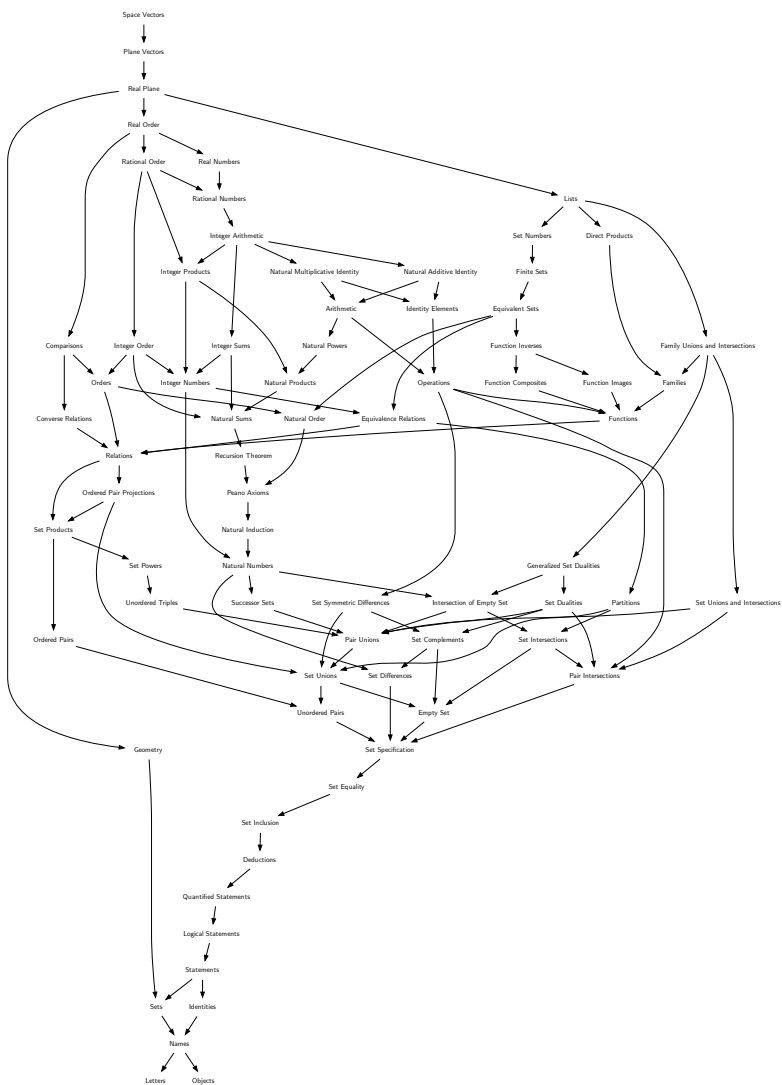 Space Vectors
Plane Vectors
Real Plane
Real Order
Rational Order
Real Numbers
Rational Numbers
Lists
Integer Arithmetic
Set Numbers
Direct Products
Integer Products
Natural Multiplicative Identity
Natural Additive Identity
Finite Sets
Arithmetic
Identity Elements
Equivalent Sets
Comparisons
Integer Order
Integer Sums
Natural Powers
Function Inverses
Family Unions and Intersections
Orders
Integer Numbers
Natural Products
Operations
Function Composites
Function Images
Families
Converse Relations
Natural Sums
Natural Order
Equivalence Relations
Functions
Relations
Recursion Theorem
Ordered Pair Projections
Peano Axioms
Set Products
Natural Induction
Set Powers
Natural Numbers
Generalized Set Dualities
Unordered Triples
Successor Sets
Set Symmetric Differences
Intersection of Empty Set
Set Dualities
Partitions
Set Unions and Intersections
Ordered Pairs
Pair Unions
Set Complements
Set Intersections
Set Unions
Set Differences
Pair Intersections
Unordered Pairs
Empty Set
Geometry
Set Specification
Set Equality
Set Inclusion
Deductions
Quantified Statements
Logical Statements
Statements
Sets
Identities
Names
Letters
Objects